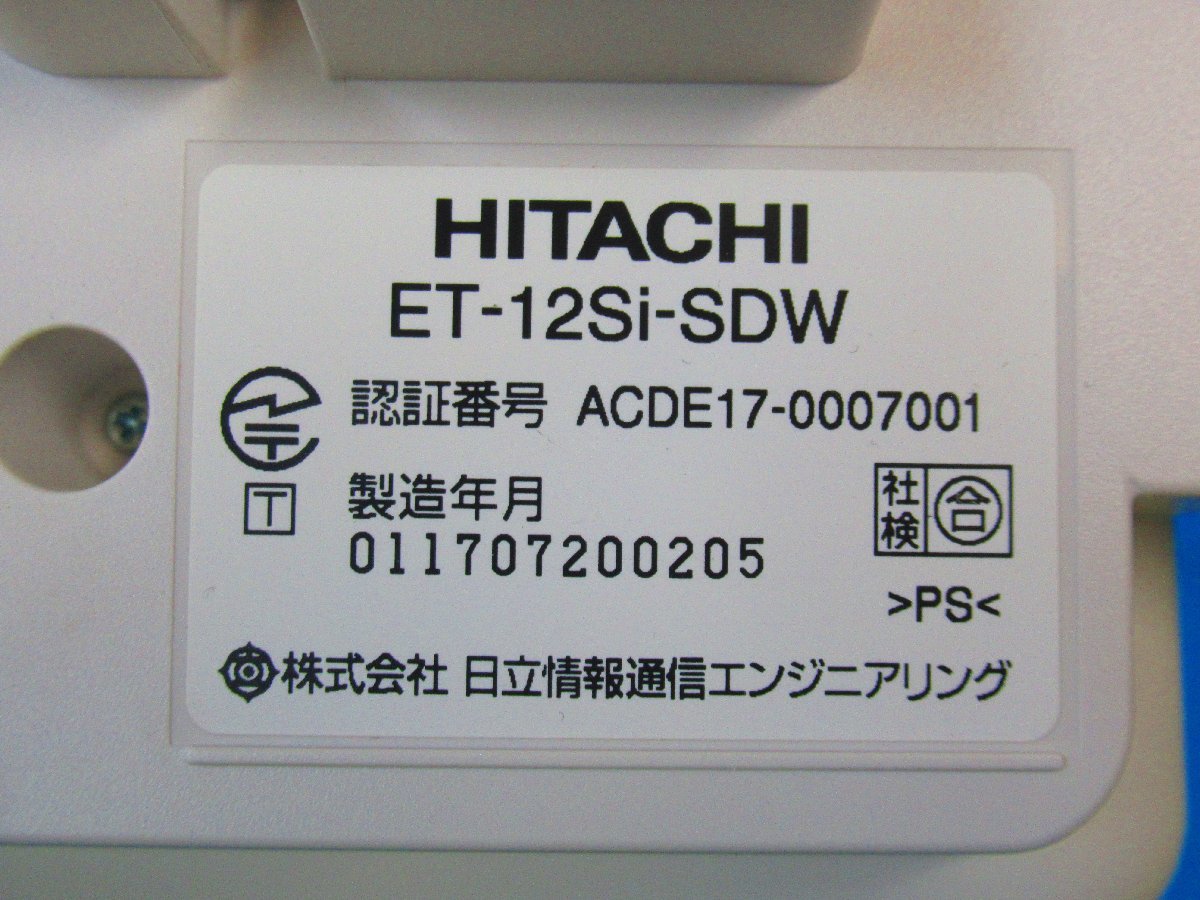 HITACHI
ET-12Si-SDW
認証番号 ACDE17-0007001
T
製造年月
011707200205
社検 合
>PS<
株式会社 日立情報通信エンジニアリング